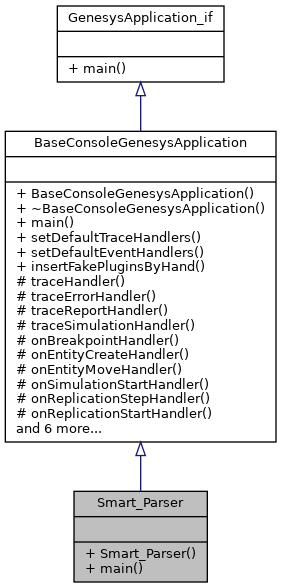 GenesysApplication_if
+ main()
BaseConsoleGenesysApplication
+ BaseConsoleGenesysApplication()
+ ~BaseConsoleGenesysApplication()
+ main()
+ setDefaultTraceHandlers()
+ setDefaultEventHandlers()
+ insertFakePluginsByHand()
# traceHandler()
# traceErrorHandler()
# traceReportHandler()
# traceSimulationHandler()
# onBreakpointHandler()
# onEntityCreateHandler()
# onEntityMoveHandler()
# onSimulationStartHandler()
# onReplicationStepHandler()
# onReplicationStartHandler()
and 6 more...
Smart_Parser
+ Smart_Parser()
+ main()